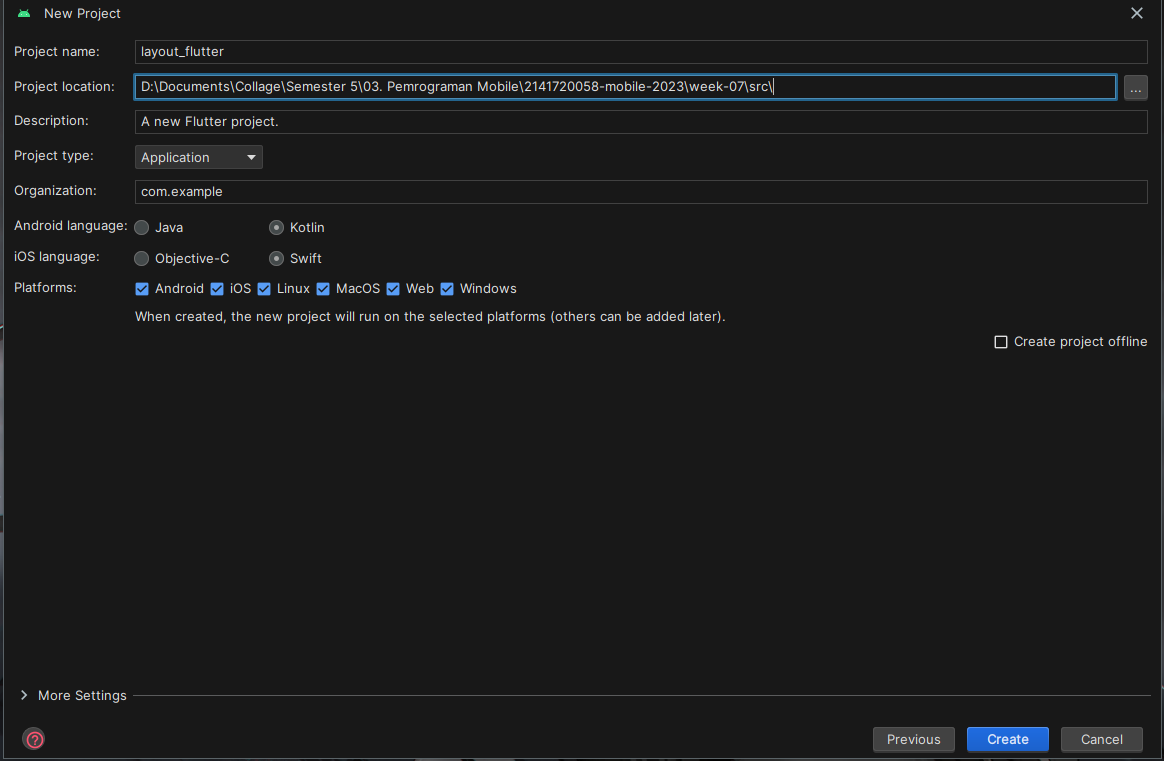 New Project
Project name: layout_flutter
Project location: D:\Documents\Collage\Semester 5\03. Pemrograman Mobile\2141720058-mobile-2023\week-07\src\ ...
Description: A new Flutter project.
Project type: Application
Organization: com.example
Android language: Java Kotlin
iOS language: Objective-C Swift
Platforms: Android iOS Linux MacOS Web Windows
When created, the new project will run on the selected platforms (others can be added later).
Create project offline
More Settings
? Previous Create Cancel